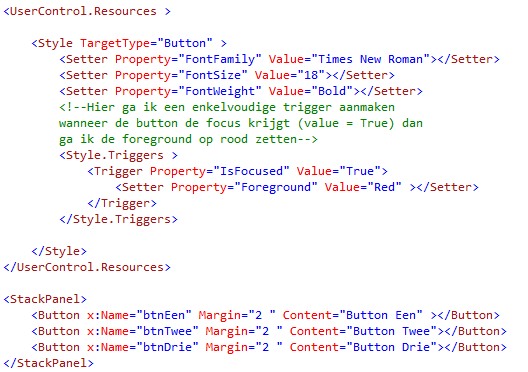 <UserControl.Resources >
<Style TargetType="Button" >
<Setter Property="FontFamily" Value="Times New Roman"></Setter>
<Setter Property="FontSize" Value="18"></Setter>
<Setter Property="FontWeight" Value="Bold"></Setter>
<!--Hier ga ik een enkelvoudige trigger aanmaken
wanneer de button de focus krijgt (value = True) dan
ga ik de foreground op rood zetten-->
<Style.Triggers >
<Trigger Property="IsFocused" Value="True">
<Setter Property="Foreground" Value="Red" ></Setter>
</Trigger>
</Style.Triggers>
</Style>
</UserControl.Resources>
<StackPanel>
<Button x:Name="btnEen" Margin="2 " Content="Button Een" ></Button>
<Button x:Name="btnTwee" Margin="2 " Content="Button Twee"></Button>
<Button x:Name="btnDrie" Margin="2 " Content="Button Drie"></Button>
</StackPanel>